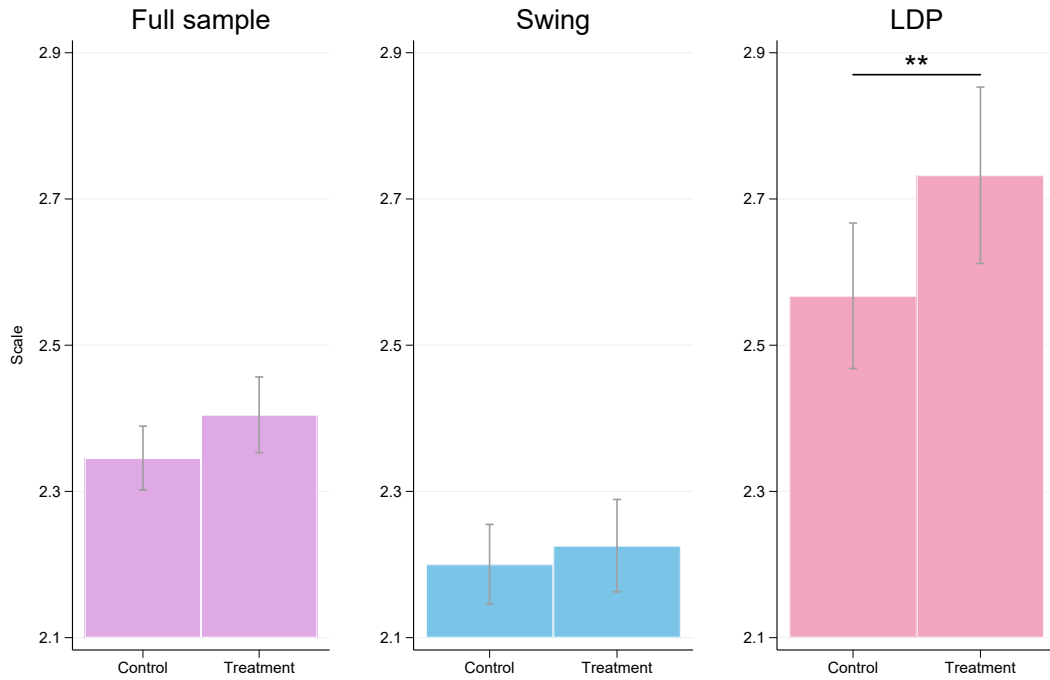 Full sample
Swing
LDP
Scale
2.9
2.7
2.5
2.3
2.1
Control
Treatment
2.9
2.7
2.5
2.3
2.1
Control
Treatment
2.9
2.7
2.5
2.3
2.1
**
Control
Treatment